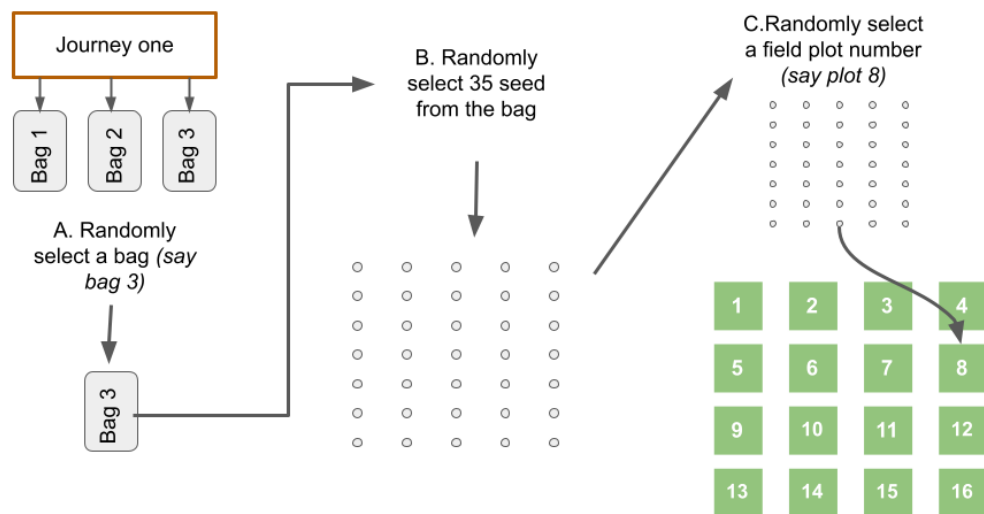 Journey one
Bag 1
Bag 2
Bag 3
A. Randomly
select a bag (say
bag 3)
Bag 3
B. Randomly
select 35 seed
from the bag
C.Randomly select
a field plot number
(say plot 8)
1 2 3 4
5 6 7 8
9 10 11 12
13 14 15 16